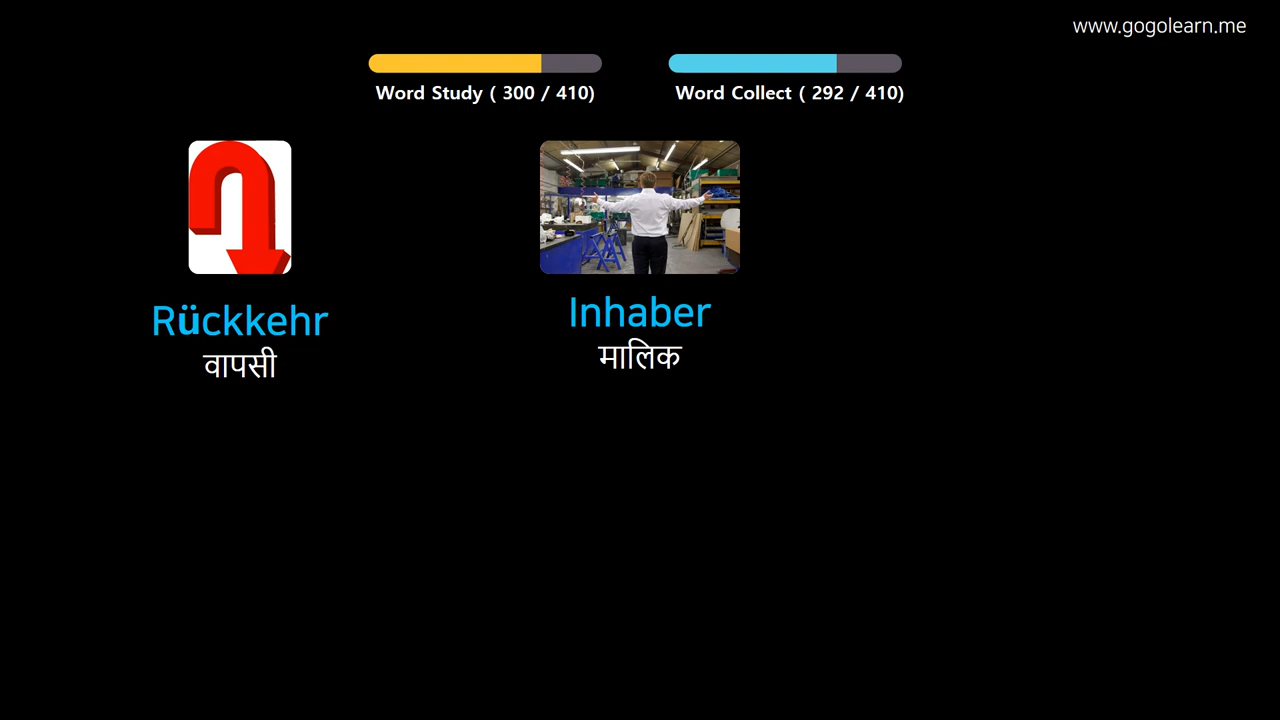 www.gogolearn.me
Word Study ( 300 / 410)
Word Collect ( 292 / 410)
Rückkehr
वापसी
Inhaber
मालिक